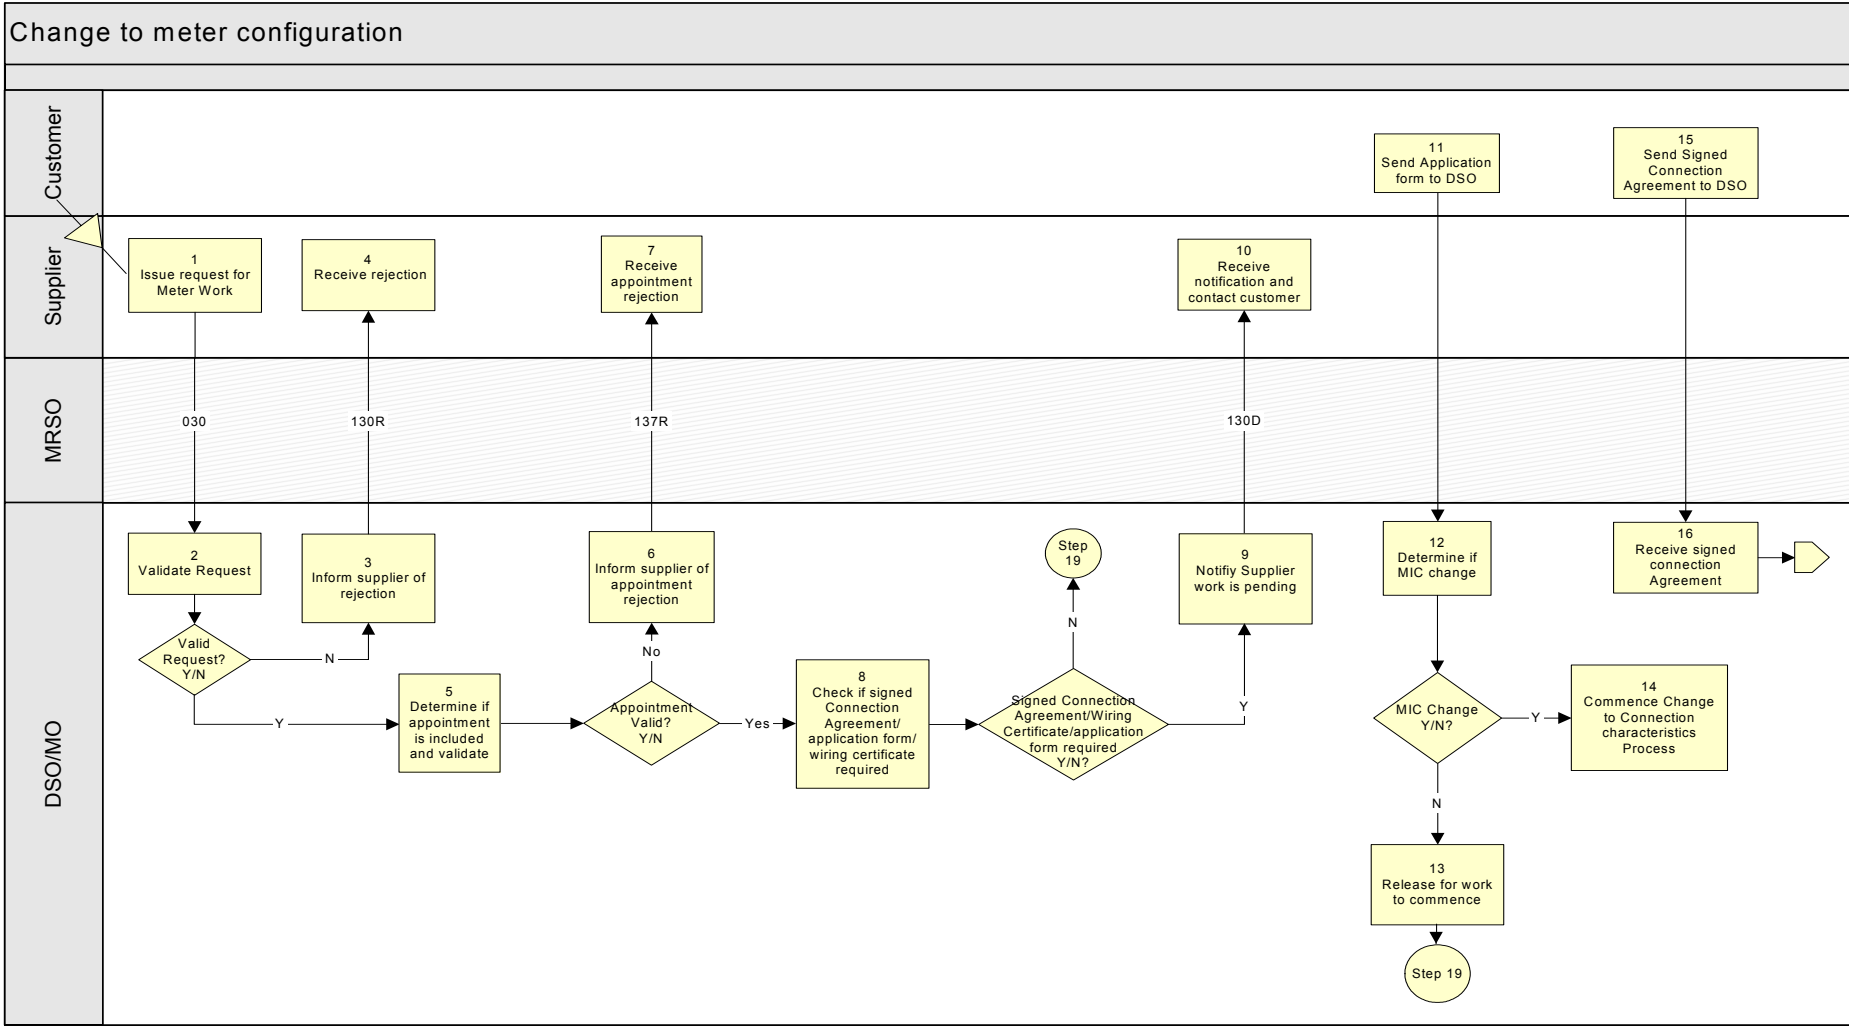 Change to meter configuration
Customer
11
Send Application
form to DSO
15
Send Signed
Connection
Agreement to DSO
Supplier
1
Issue request for
Meter Work
4
Receive rejection
7
Receive
appointment
rejection
10
Receive
notification and
contact customer
MRSO
030
130R
137R
130D
DSO/MO
2
Validate Request
3
Inform supplier of
rejection
6
Inform supplier of
appointment
rejection
Step
19
9
Notifiy Supplier
work is pending
12
Determine if
MIC change
16
Receive signed
connection
Agreement
Valid
Request?
Y/N
N
Y
5
Determine if
appointment
is included
and validate
No
Appointment
Valid?
Y/N
Yes
8
Check if signed
Connection
Agreement/
application form/
wiring certificate
required
N
Signed Connection
Agreement/Wiring
Certificate/application
form required
Y/N?
Y
MIC Change
Y/N?
Y
14
Commence Change
to Connection
characteristics
Process
N
13
Release for work
to commence
Step 19